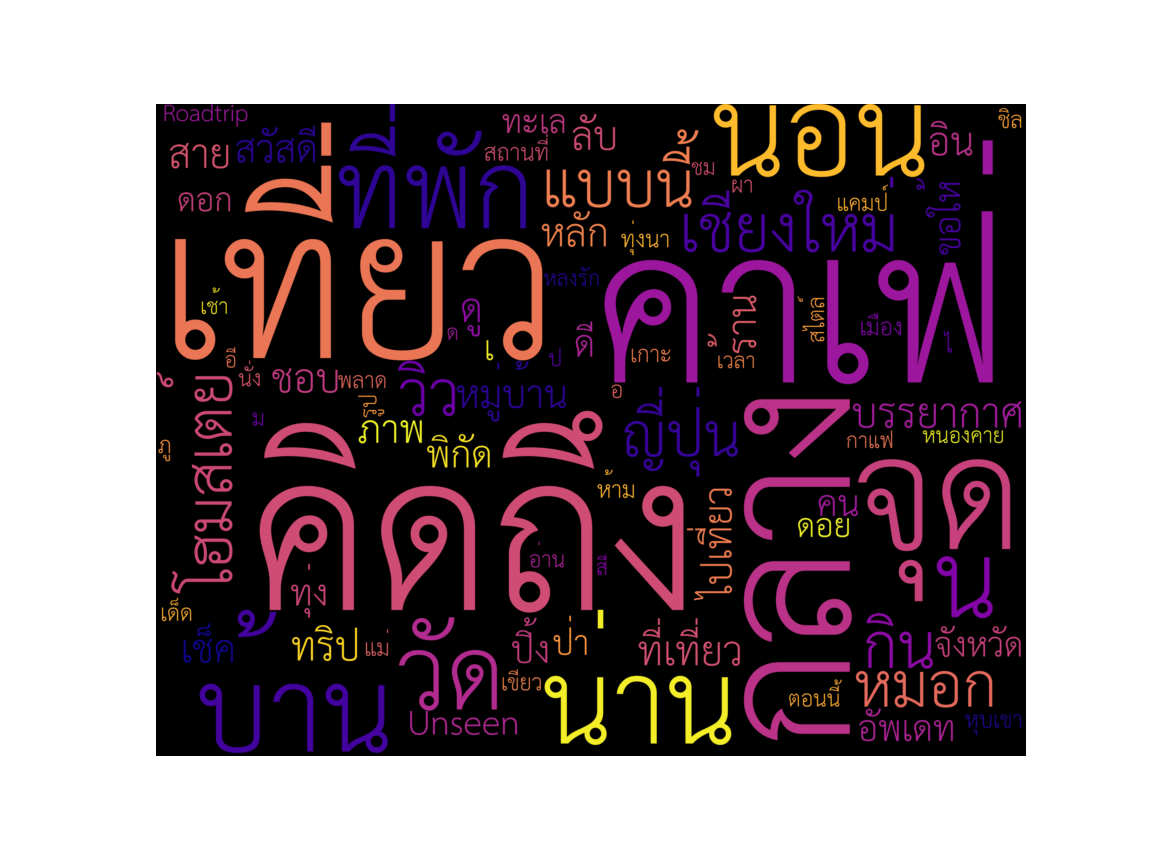 Roadtrip
สวัสดี
สาย
ดอก
ที่พัก
ทะเล
ลับ
สถานที่
นอน
อิน
ชิล
แบบนี้
ชม
ผา
แคมป์
ขอให้
หลัก
ทุ่งนา
เชียงใหม่
เที่ยว
คาเฟ่
หลงรัก
เช้า
ดู
ด
เ
ป
ดี
เกาะ
ร้าน
เวลา
สไตล์
เมือง
ไ
อี
นั่ง
ชอบ
พลาด
รูป
วิว
หมู่บ้าน
อ
ม
ภู
โฮมสเตย์
ภาพ
พิกัด
ญี่ปุ่น
บรรยากาศ
กาแฟ
หนองคาย
คิดถึง
ห้าม
ไปเที่ยว
คน
ดอย
จุด
อ่าน
ทุ่ง
น
เด็ด
เช็ค
บ้าน
ทริป
แม่
วัด
ปิ้ง
ป่า
เขียว
Unseen
น่าน
ที่เที่ยว
กิน
จังหวัด
หมอก
ตอนนี้
อัพเดท
หุบเขา